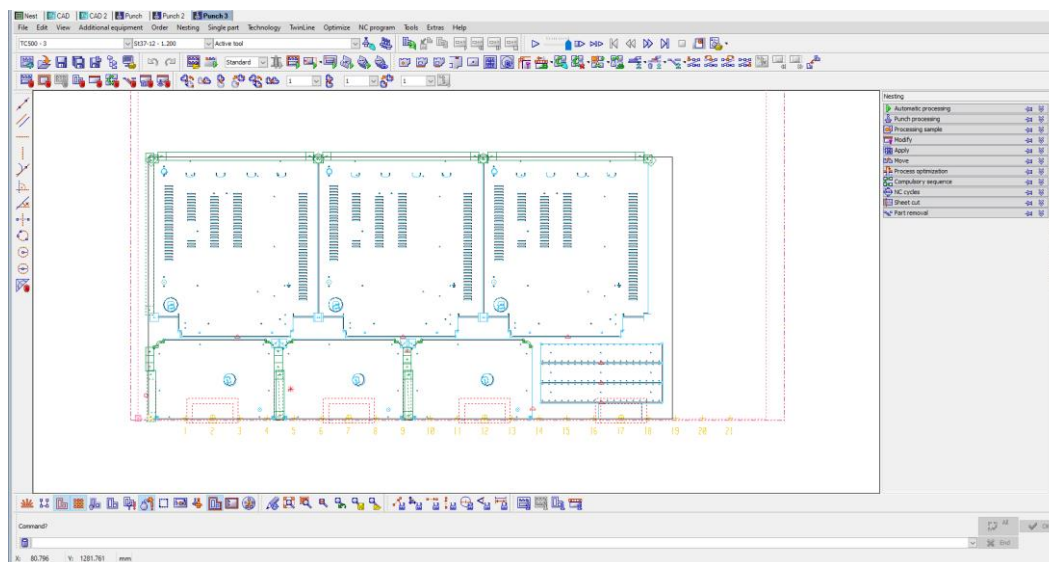 Nest CAD CAD 2 Punch Punch 2 Punch 3
File Edit View Additional equipment Order Nesting Single part Technology TwinLine Optimize NC program Tools Extras Help
TC500 - 3 St37-12 - 1.200 Active tool
Standard
1 1 1
Nesting
Automatic processing
Punch processing
Processing sample
Modify
Apply
Move
Process optimization
Compulsory sequence
NC cycles
Sheet cut
Part removal
1 2 3 4 5 6 7 8 9 10 11 12 13 14 15 16 17 18 19 20 21
Command?
All
End
X: 80.796 Y: 1281.761 mm